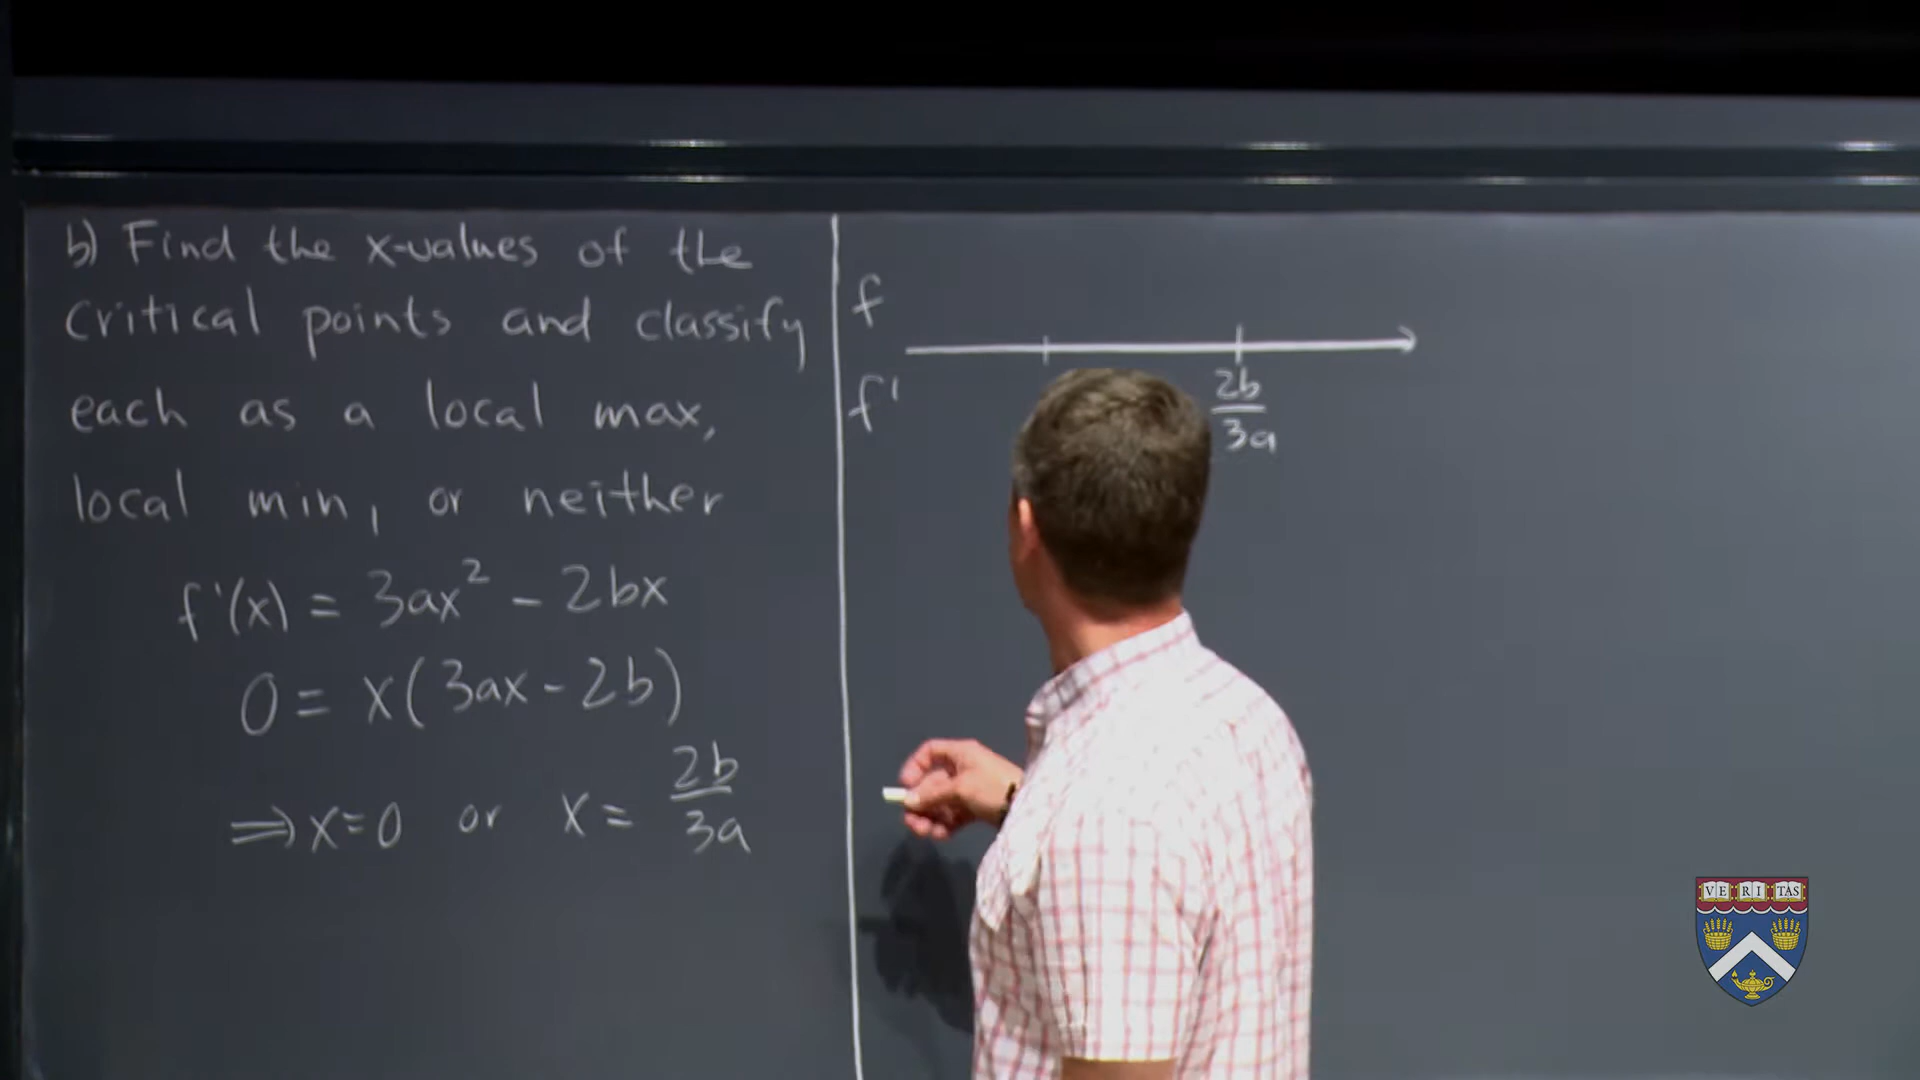 b) Find the x-values of the
critical points and classify
each as a local max,
local min, or neither
f'(x) = 3ax² - 2bx
0 = x(3ax - 2b)
⇒ x=0 or x = 2b/3a
f
f'
2b/3a
VE RI TAS